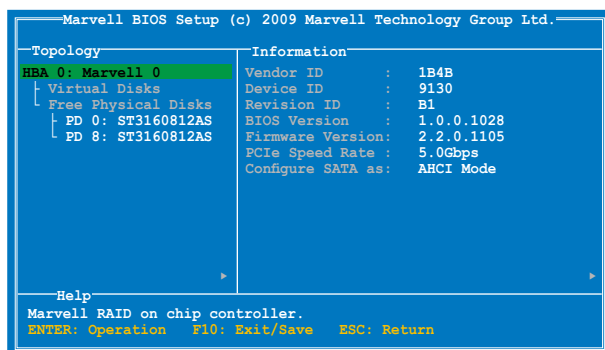 Marvell BIOS Setup (c) 2009 Marvell Technology Group Ltd.
Topology
HBA 0: Marvell 0
Virtual Disks
Free Physical Disks
PD 0: ST3160812AS
PD 8: ST3160812AS
Information
Vendor ID : 1B4B
Device ID : 9130
Revision ID : B1
BIOS Version : 1.0.0.1028
Firmware Version: 2.2.0.1105
PCIe Speed Rate : 5.0Gbps
Configure SATA as: AHCI Mode
Help
Marvell RAID on chip controller.
ENTER: Operation F10: Exit/Save ESC: Return